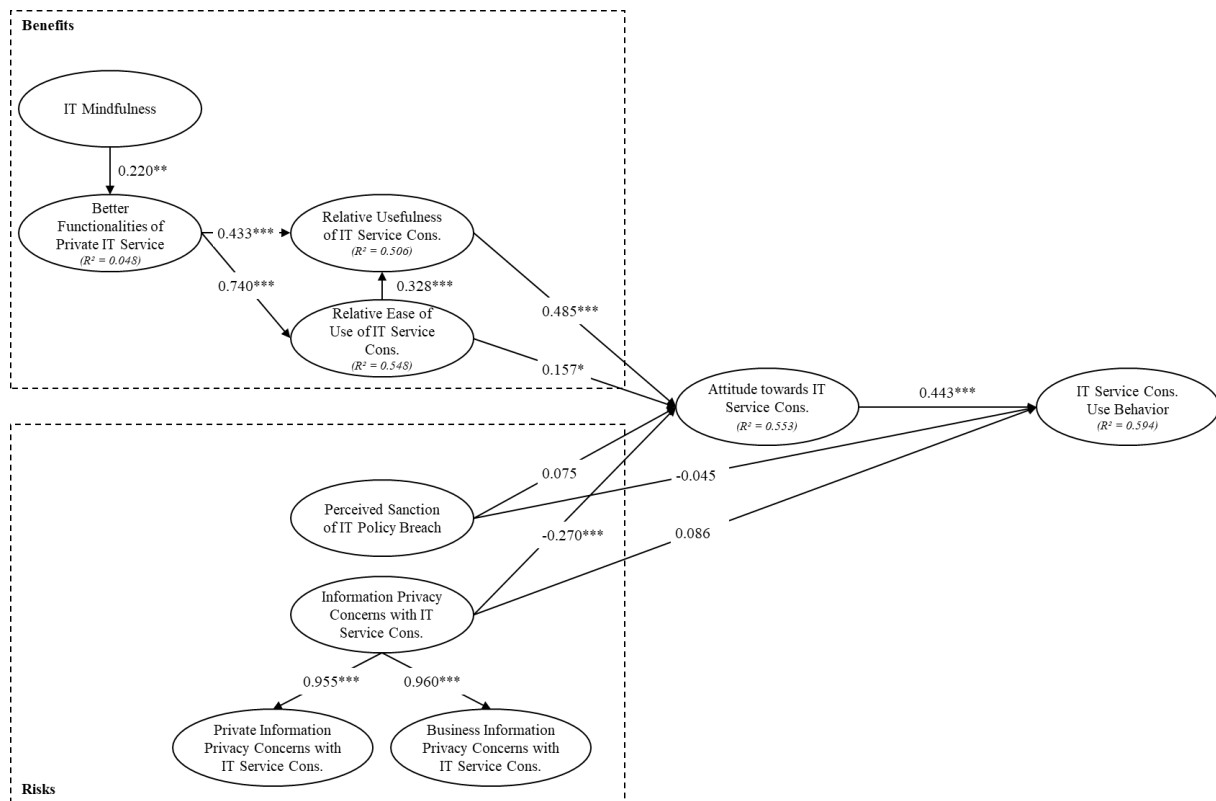 Benefits
IT Mindfulness
0.220**
Better
Functionalities of
Private IT Service
(R² = 0.048)
0.433***
0.740***
Relative Usefulness
of IT Service Cons.
(R² = 0.506)
0.328***
Relative Ease of
Use of IT Service
Cons.
(R² = 0.548)
0.485***
0.157*
Attitude towards IT
Service Cons.
(R² = 0.553)
0.443***
IT Service Cons.
Use Behavior
(R² = 0.594)
0.075
-0.045
Perceived Sanction
of IT Policy Breach
-0.270***
0.086
Information Privacy
Concerns with IT
Service Cons.
0.955***
0.960***
Private Information
Privacy Concerns with
IT Service Cons.
Business Information
Privacy Concerns with
IT Service Cons.
Risks